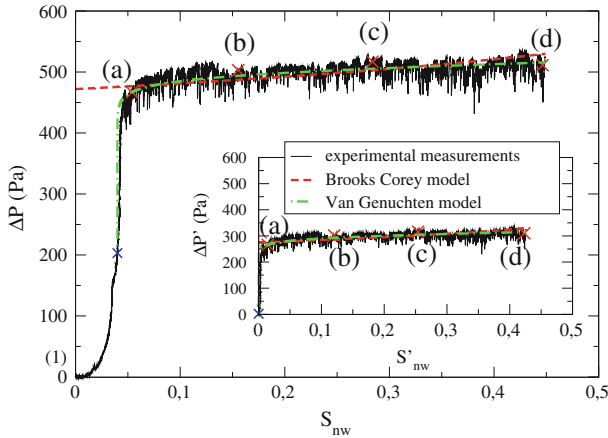 600
500
400
300
200
100
0
(1)
ΔP (Pa)
(a)
(b)
(c)
(d)
experimental measurements
Brooks Corey model
Van Genuchten model
600
500
400
300
200
100
0
ΔP' (Pa)
(a)
(b)
(c)
(d)
0 0,1 0,2 0,3 0,4 0,5
S'nw
0 0,1 0,2 0,3 0,4 0,5
Snw